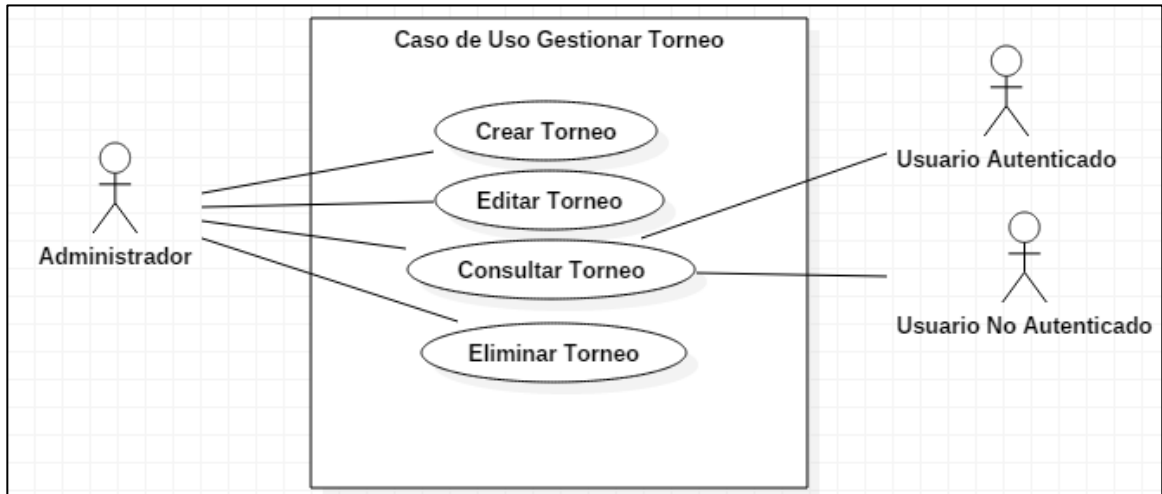 Caso de Uso Gestionar Torneo
Crear Torneo
Editar Torneo
Consultar Torneo
Eliminar Torneo
Administrador
Usuario Autenticado
Usuario No Autenticado